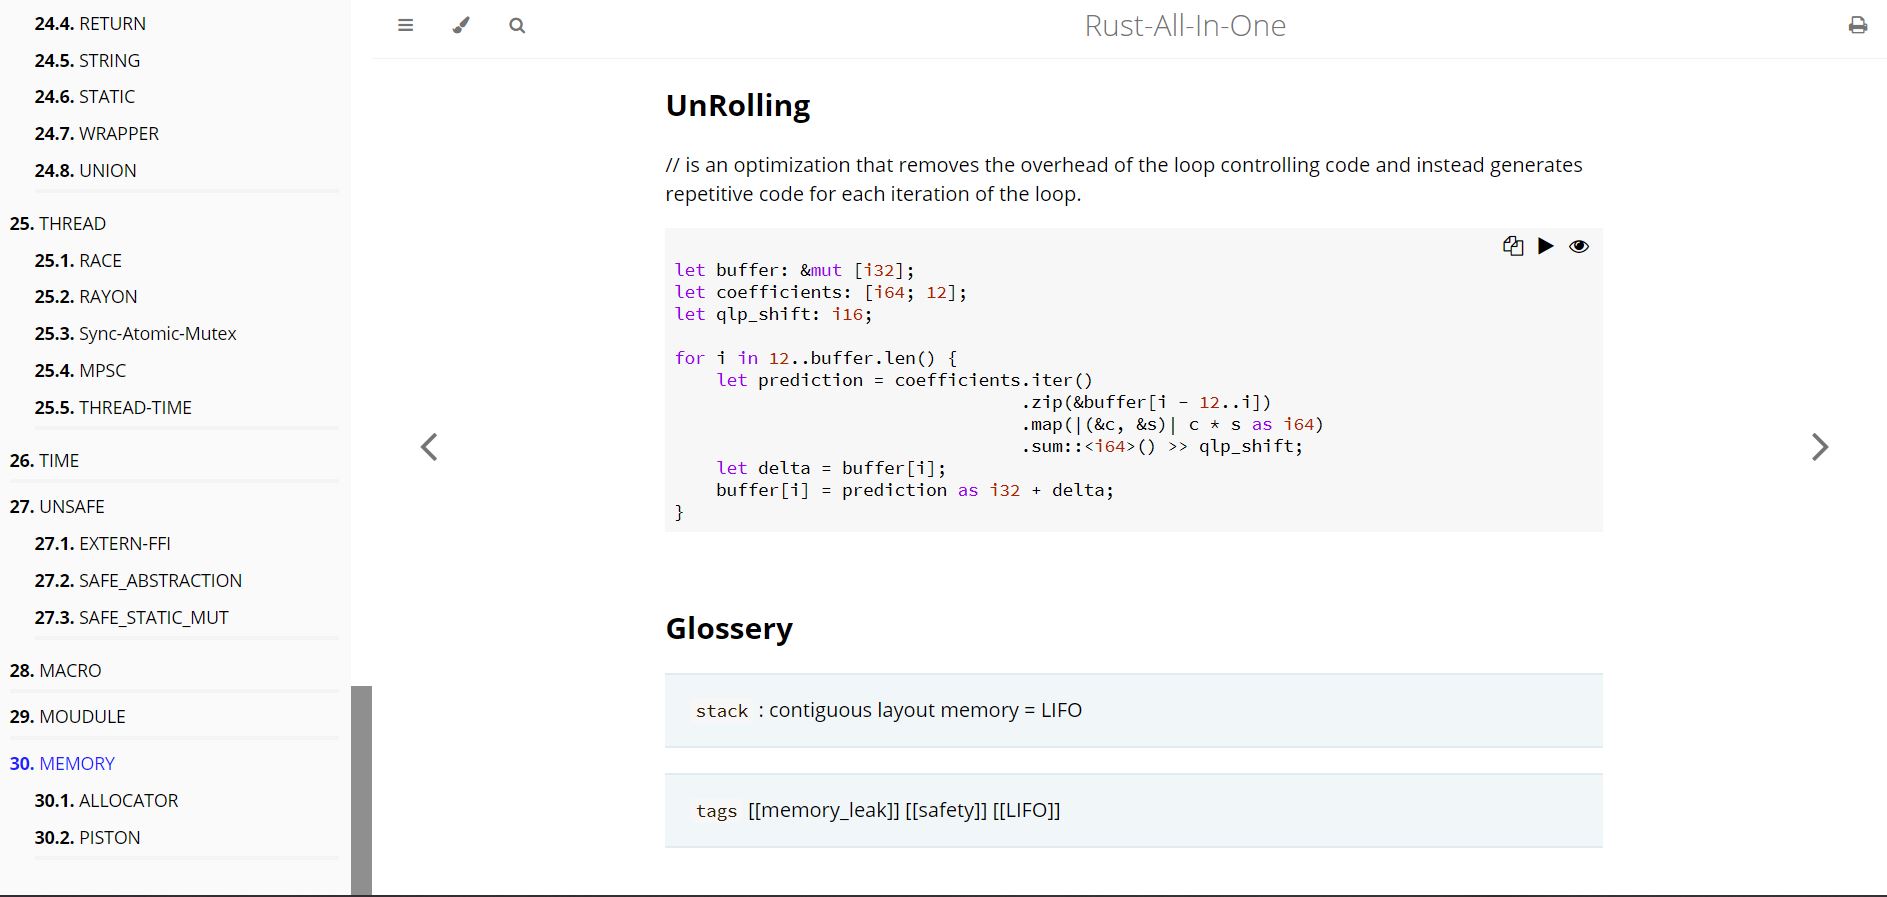 24.4. RETURN
24.5. STRING
24.6. STATIC
24.7. WRAPPER
24.8. UNION
25. THREAD
25.1. RACE
25.2. RAYON
25.3. Sync-Atomic-Mutex
25.4. MPSC
25.5. THREAD-TIME
26. TIME
27. UNSAFE
27.1. EXTERN-FFI
27.2. SAFE_ABSTRACTION
27.3. SAFE_STATIC_MUT
28. MACRO
29. MOUDULE
30. MEMORY
30.1. ALLOCATOR
30.2. PISTON
Rust-All-In-One
UnRolling
// is an optimization that removes the overhead of the loop controlling code and instead generates
repetitive code for each iteration of the loop.
let buffer: &mut [i32];
let coefficients: [i64; 12];
let qlp_shift: i16;
for i in 12..buffer.len() {
    let prediction = coefficients.iter()
                                 .zip(&buffer[i - 12..i])
                                 .map(|(&c, &s)| c * s as i64)
                                 .sum::<i64>() >> qlp_shift;
    let delta = buffer[i];
    buffer[i] = prediction as i32 + delta;
}
Glossery
stack : contiguous layout memory = LIFO
tags [[memory_leak]] [[safety]] [[LIFO]]